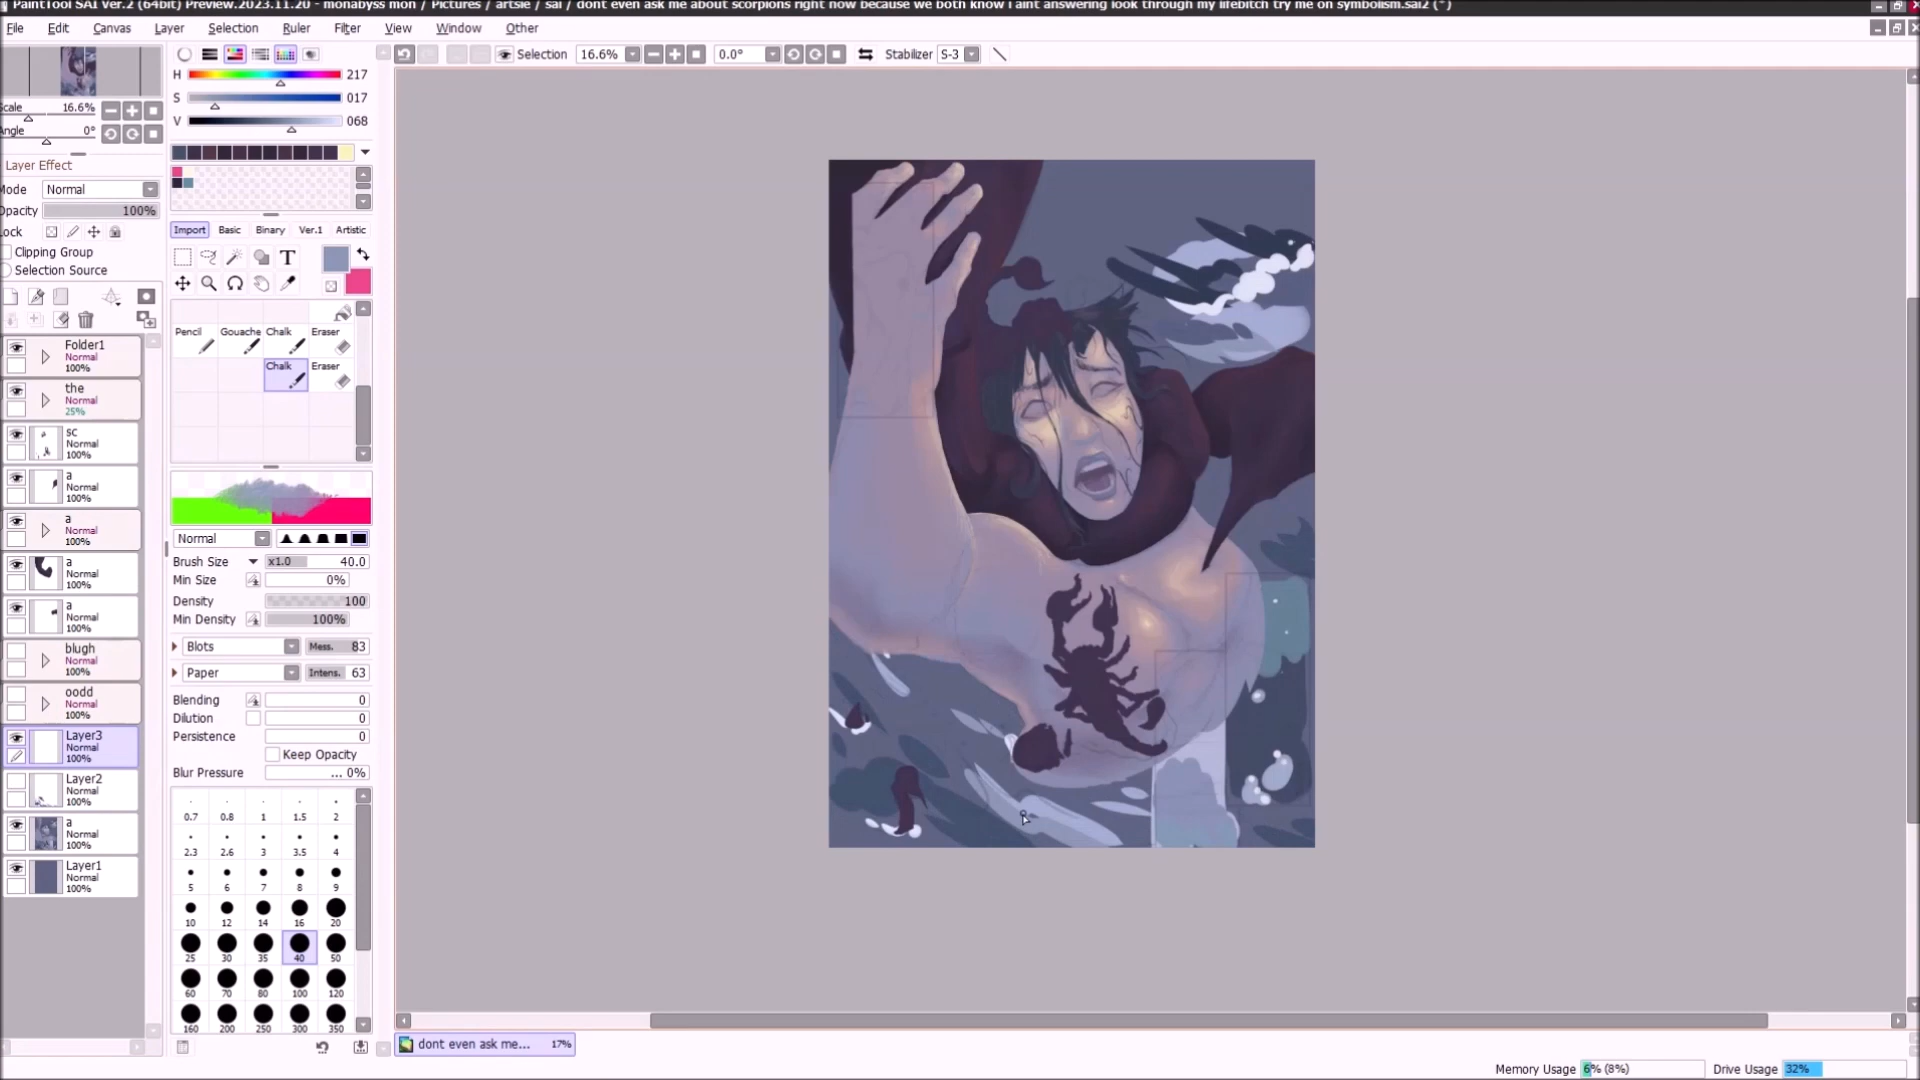 PaintTool SAI Ver.2 (64bit) Preview.2023.11.20 - monabyss mon / Pictures / artsie / sai / dont even ask me about scorpions right now because we both know i aint answering look through my lifebitch try me on symbolism.sai2 (*)
File Edit Canvas Layer Selection Ruler Filter View Window Other
Selection 16.6% 0.0° Stabilizer S-3
H 217
S 017
V 068
Scale 16.6%
Angle 0°
Layer Effect
Mode Normal
Opacity 100%
Lock
Clipping Group
Selection Source
Folder1
Normal
100%
the
Normal
25%
sc
Normal
100%
a
Normal
100%
a
Normal
100%
a
Normal
100%
a
Normal
100%
blugh
Normal
100%
oodd
Normal
100%
Layer3
Normal
100%
Layer2
Normal
100%
a
Normal
100%
Layer1
100%
Import Basic Binary Ver.1 Artistic
T
Pencil Gouache Chalk Eraser
Chalk Eraser
Normal
Brush Size x1.0 40.0
Min Size 0%
Density 100
Min Density 100%
Blots Mess. 83
Paper Intens. 63
Blending 0
Dilution 0
Persistence 0
Keep Opacity
Blur Pressure ... 0%
0.7 0.8 1 1.5 2
2.3 2.6 3 3.5 4
5 6 7 8 9
10 12 14 16 20
25 30 35 40 50
60 70 80 100 120
160 200 250 300 350
dont even ask me... 17%
Memory Usage 6% (8%) Drive Usage 32%